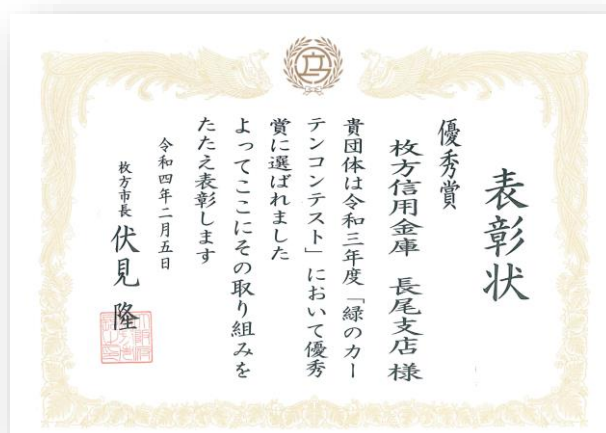 表彰状
優秀賞
枚方信用金庫 長尾支店 様
貴団体は令和三年度「緑のカー
テンコンテスト」において優秀
賞に選ばれました
よってここにその取り組みを
たたえ表彰します
令和四年二月五日
枚方市長 伏見 隆